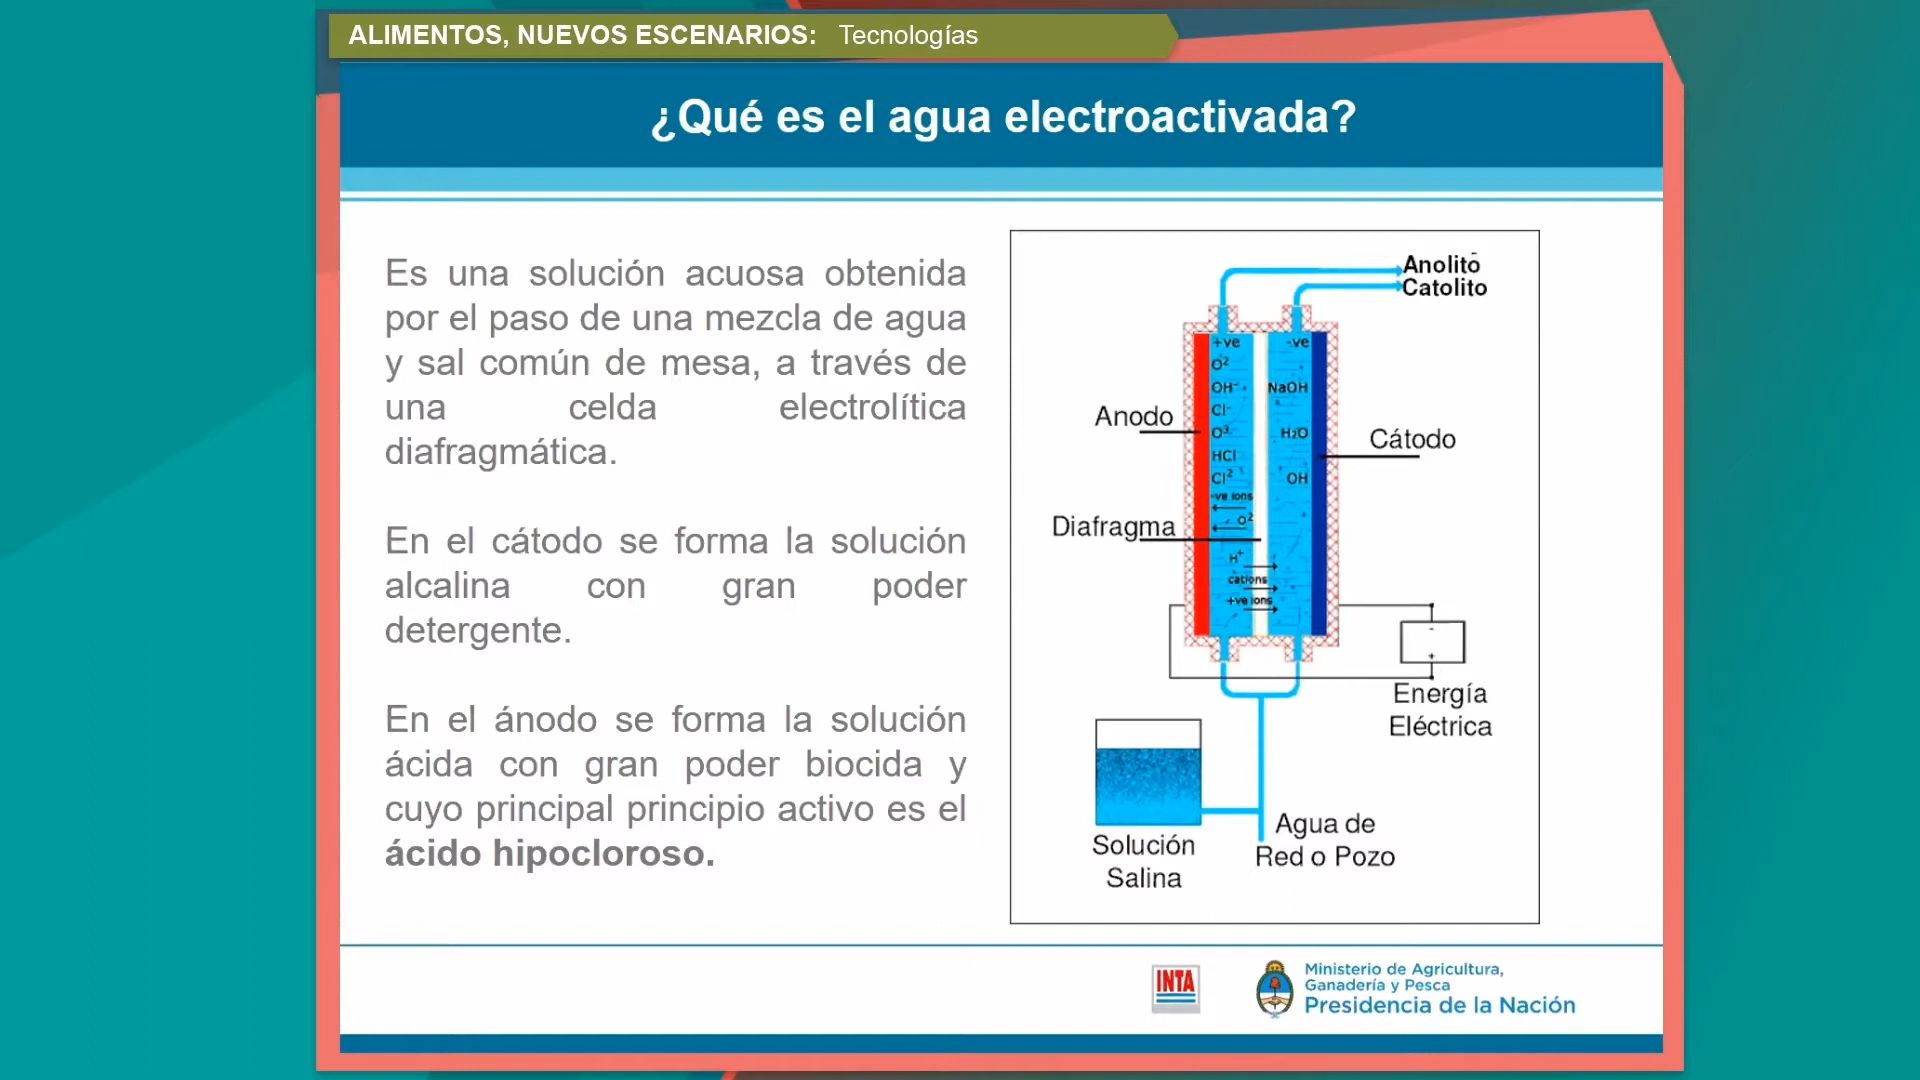 ALIMENTOS, NUEVOS ESCENARIOS: Tecnologías
¿Qué es el agua electroactivada?
Es una solución acuosa obtenida
por el paso de una mezcla de agua
y sal común de mesa, a través de
una celda electrolítica
diafragmática.
En el cátodo se forma la solución
alcalina con gran poder
detergente.
En el ánodo se forma la solución
ácida con gran poder biocida y
cuyo principal principio activo es el
ácido hipocloroso.
Anolito
Catolito
+ve
-ve
O²
OH⁻
NaOH
Cl⁻
Anodo
O³
H₂O
Cátodo
HCl
Cl²
OH
-ve ions
O²
Diafragma
H⁺
cations
+ve ions
-
+
Energía
Eléctrica
Solución
Salina
Agua de
Red o Pozo
INTA
Ministerio de Agricultura,
Ganadería y Pesca
Presidencia de la Nación